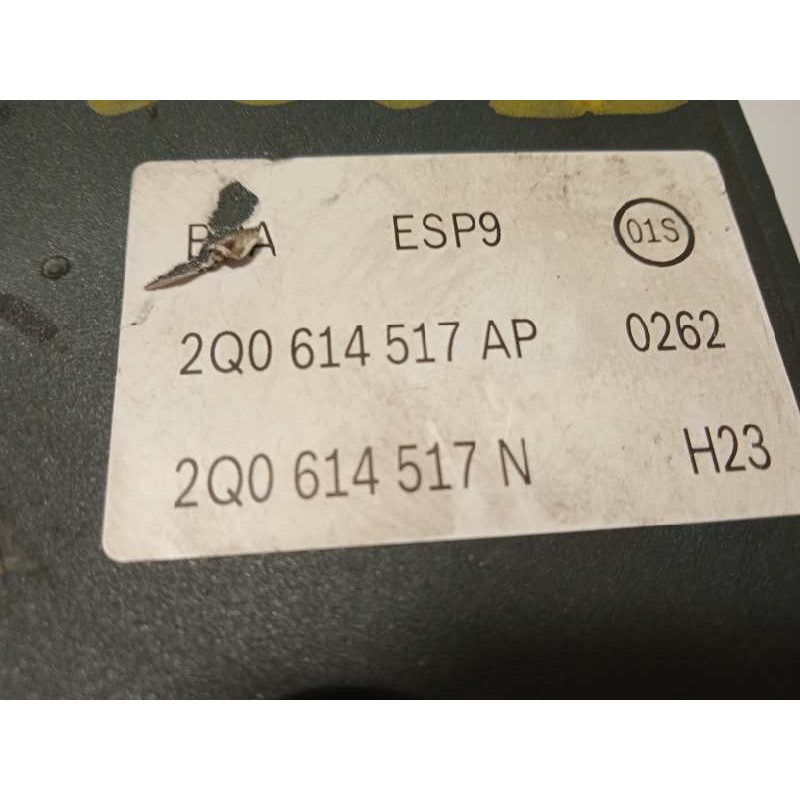 ESP9 01S
2Q0 614 517 AP 0262
2Q0 614 517 N H23